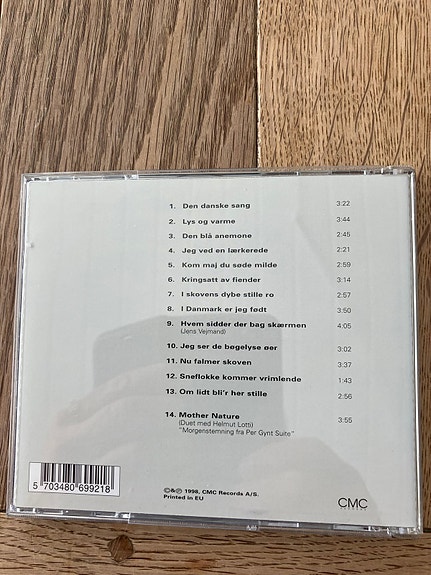 1. Den danske sang 3:22
2. Lys og varme 3:44
3. Den blå anemone 2:45
4. Jeg ved en lærkerede 2:21
5. Kom maj du søde milde 2:59
6. Kringsatt av fiender 3:14
7. I skovens dybe stille ro 2:57
8. I Danmark er jeg født 3:50
9. Hvem sidder der bag skærmen 4:05
(Jens Vejmand)
10. Jeg ser de bøgelyse øer 3:02
11. Nu falmer skoven 3:37
12. Sneflokke kommer vrimlende 1:43
13. Om lidt bli'r her stille 2:56
14. Mother Nature 3:55
(Duet med Helmut Lotti)
"Morgenstemning fra Per Gynt Suite"
5 703480 699218
©&℗ 1998, CMC Records A/S.
Printed in EU
CMC